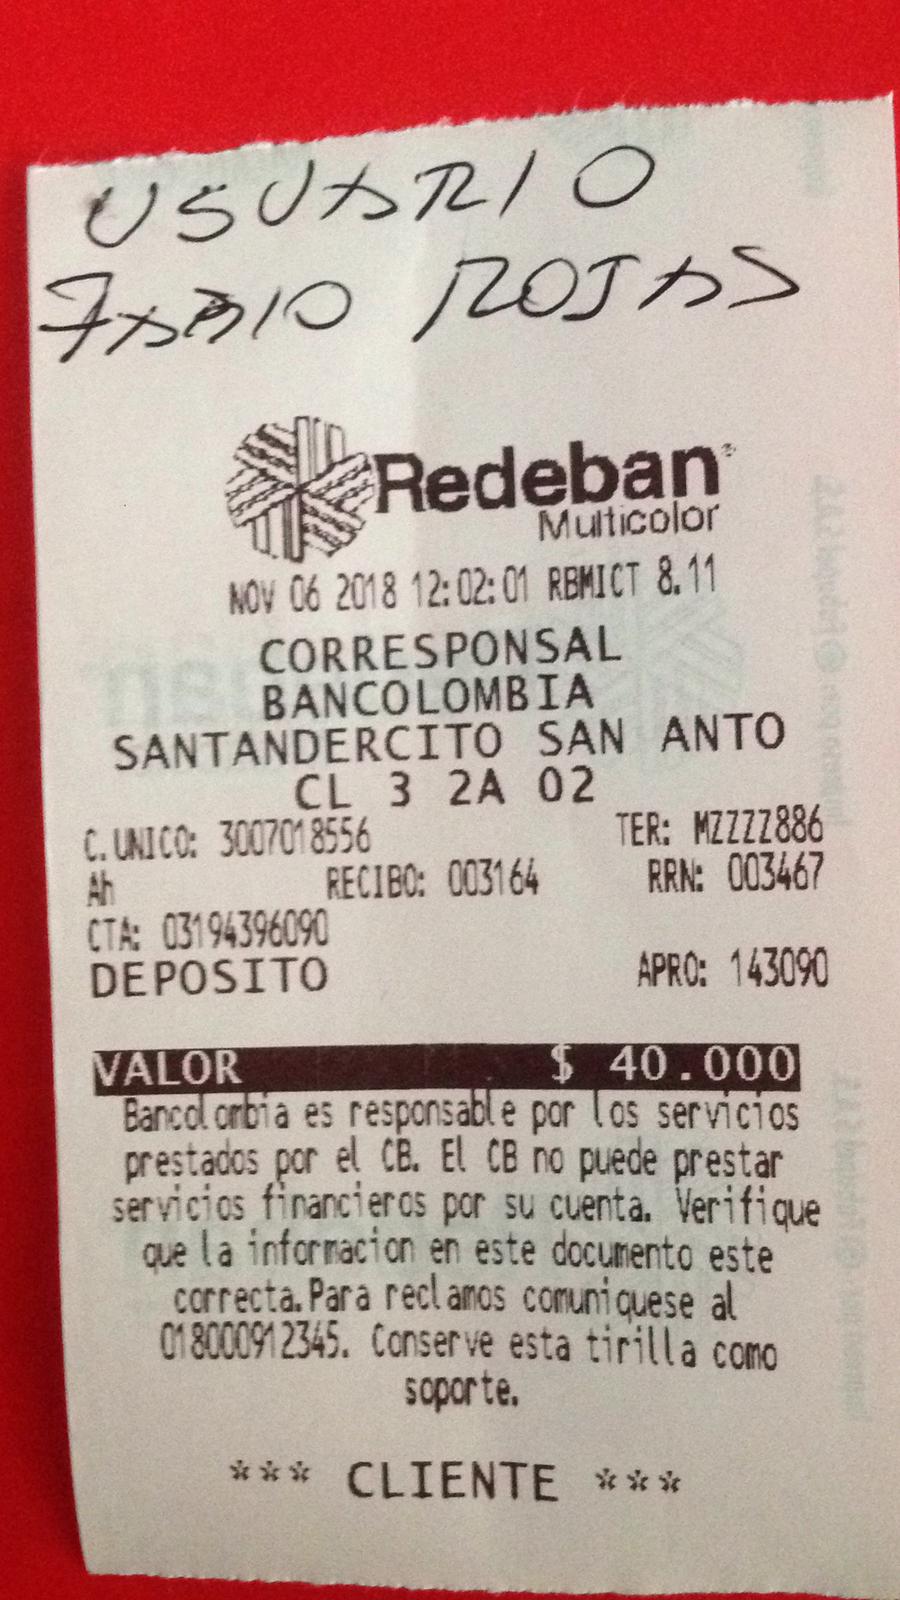 USUARIO
FABIO ROJAS
Redeban
Multicolor
NOV 06 2018 12:02:01 RBMICT 8.11
CORRESPONSAL
BANCOLOMBIA
SANTANDERCITO SAN ANTO
CL 3 2A 02
C.UNICO: 3007018556 TER: MZZZZ886
Ah RECIBO: 003164 RRN: 003467
CTA: 03194396090
DEPOSITO APRO: 143090
VALOR $ 40.000
Bancolombia es responsable por los servicios
prestados por el CB. El CB no puede prestar
servicios financieros por su cuenta. Verifique
que la informacion en este documento este
correcta.Para reclamos comuniquese al
018000912345. Conserve esta tirilla como
soporte.
*** CLIENTE ***